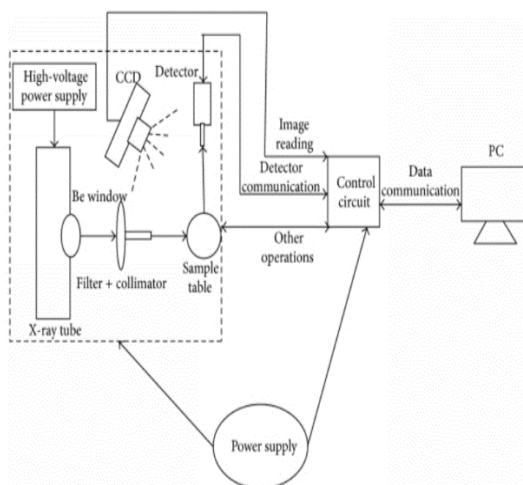 High-voltage
power supply
CCD
Detector
Image
reading
Detector
communication
Control
circuit
Data
communication
PC
Be window
Filter + collimator
Sample
table
Other
operations
X-ray tube
Power supply